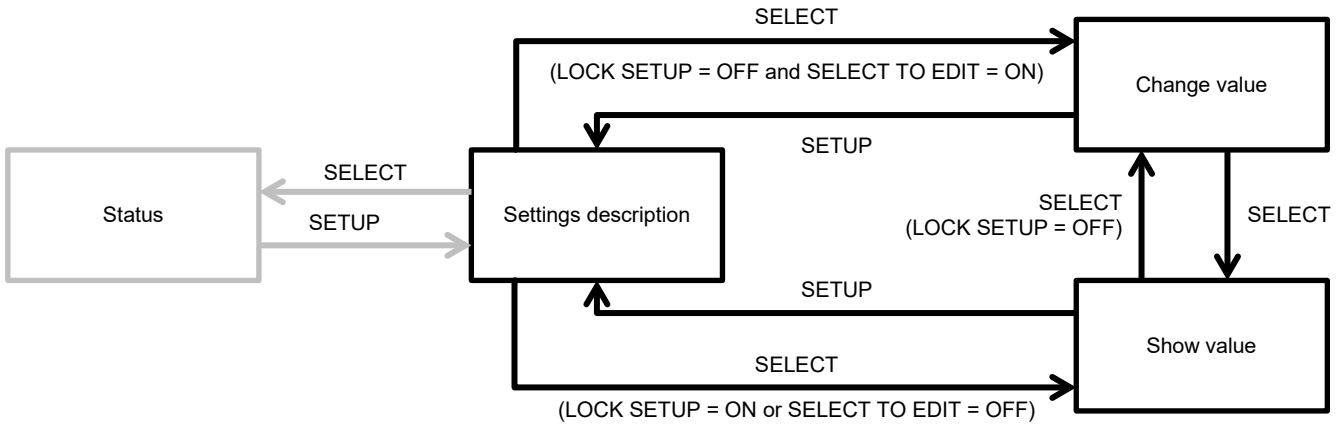 SELECT
(LOCK SETUP = OFF and SELECT TO EDIT = ON)
Change value
SETUP
SELECT
Status
Settings description
SETUP
SELECT
(LOCK SETUP = OFF)
SELECT
SETUP
Show value
SELECT
(LOCK SETUP = ON or SELECT TO EDIT = OFF)